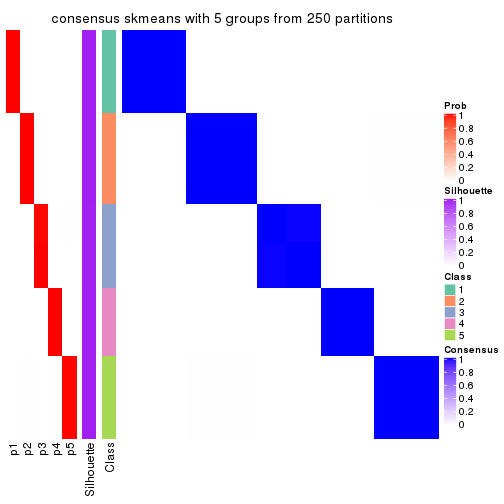 consensus skmeans with 5 groups from 250 partitions
Prob
1
0.8
0.6
0.4
0.2
0
Silhouette
1
0.8
0.6
0.4
0.2
0
Class
1
2
3
4
5
Consensus
1
0.8
0.6
0.4
0.2
0
p1
p2
p3
p4
p5
Silhouette
Class